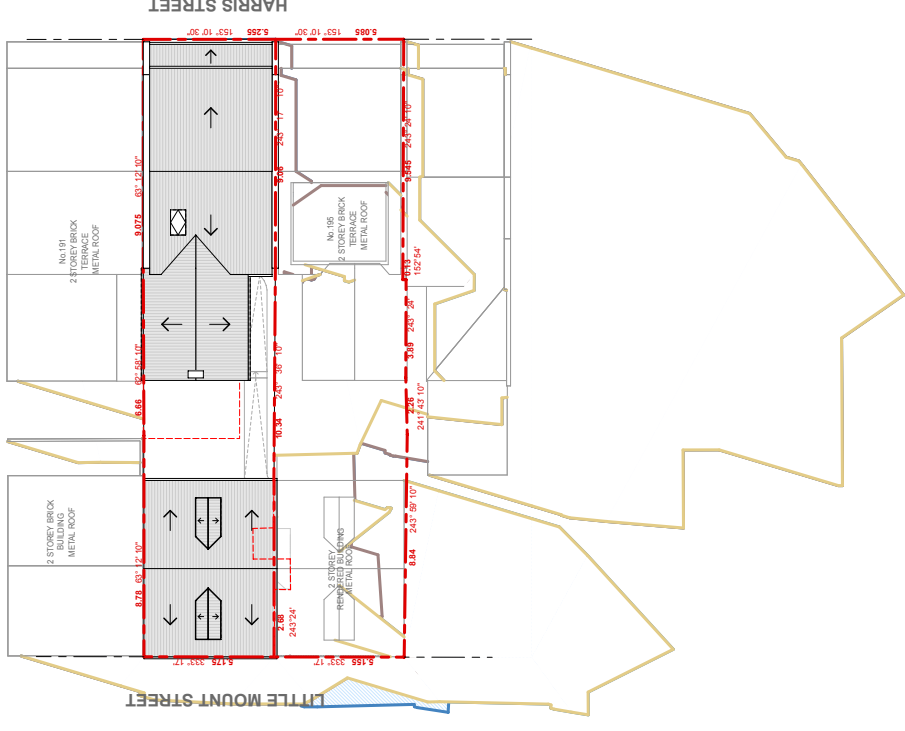 HARRIS STREET
153° 10' 30" 5.255
153° 10' 30" 5.085
No.191
2 STOREY BRICK
TERRACE
METAL ROOF
9.075 63° 12' 10"
9.06 243° 17' 10"
No.195
2 STOREY BRICK
TERRACE
METAL ROOF
9.545 243° 24' 10"
0.13
152° 54'
6.66 62° 58' 10"
10.34 243° 36' 10"
3.89 243° 24'
2.26
241° 43' 10"
2 STOREY BRICK
BUILDING
METAL ROOF
8.78 63° 12' 10"
2.68
243°24'
2 STOREY
RENDERED BUILDING
METAL ROOF
8.84 243° 59' 10"
333° 17' 5.175
333° 17' 5.155
LITTLE MOUNT STREET